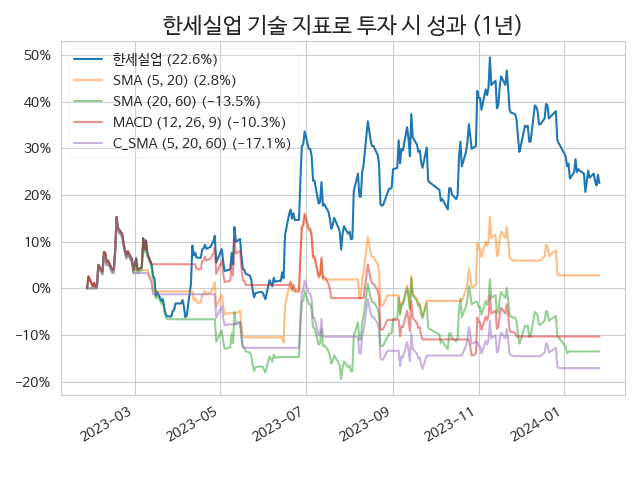 한세실업 기술 지표로 투자 시 성과 (1년)
50%
40%
30%
20%
10%
0%
−10%
−20%
한세실업 (22.6%)
SMA (5, 20) (2.8%)
SMA (20, 60) (−13.5%)
MACD (12, 26, 9) (−10.3%)
C_SMA (5, 20, 60) (−17.1%)
2023−03
2023−05
2023−07
2023−09
2023−11
2024−01